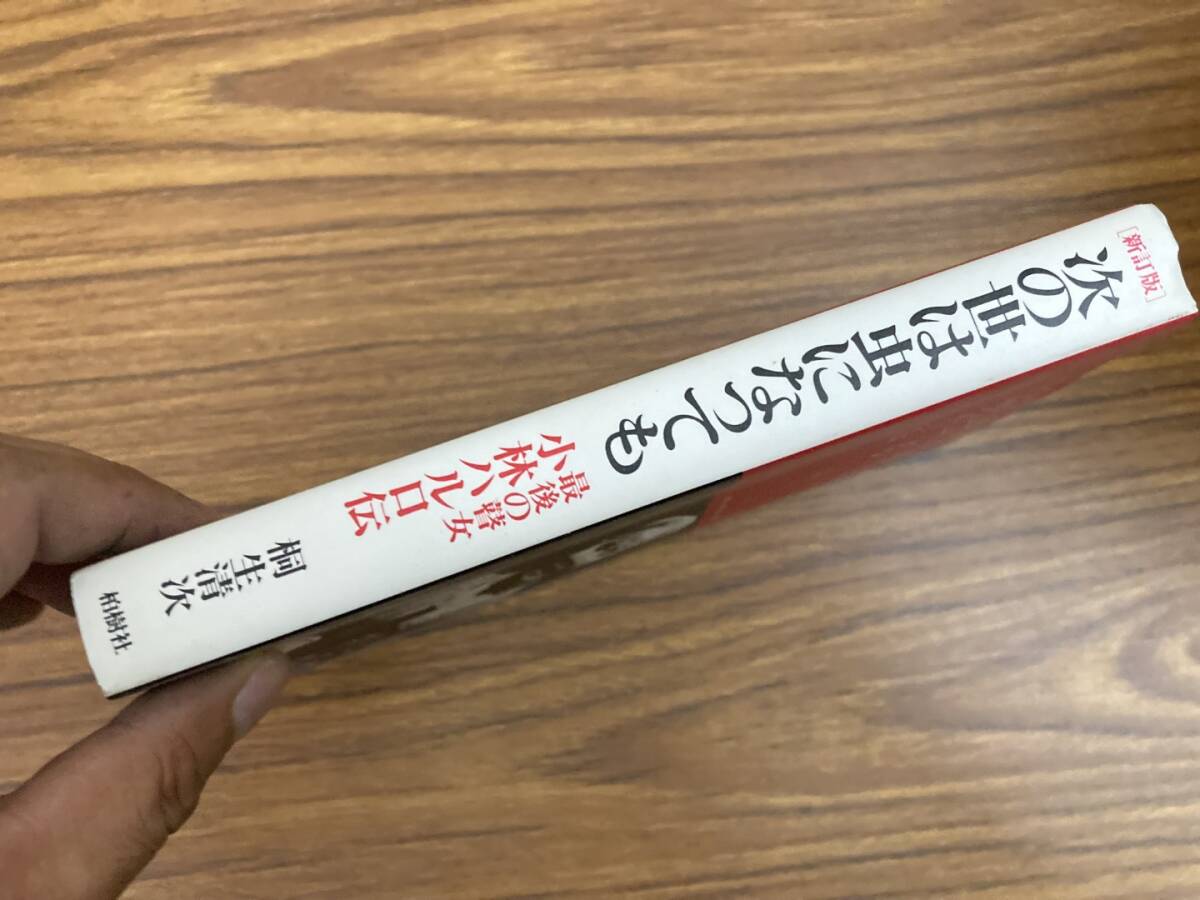 [新訂版]
次の世は虫になっても
最後の瞽女
小林ハル口伝
桐生清次
柏樹社